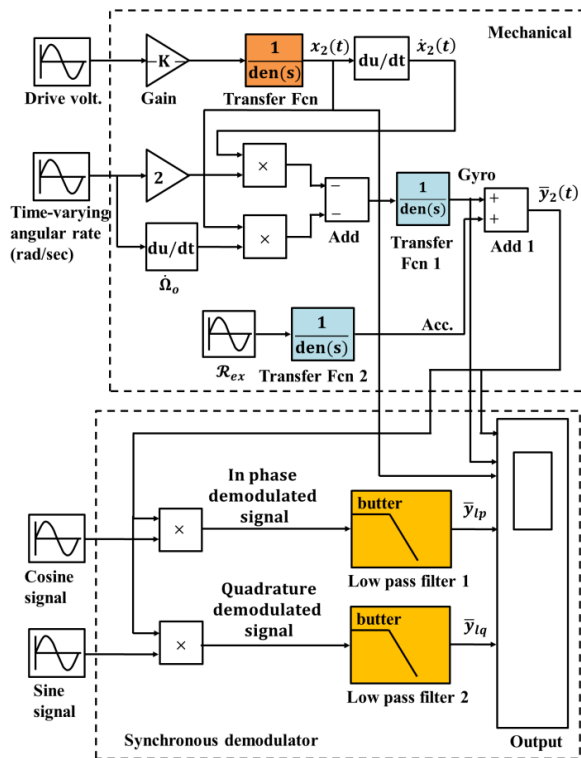 Mechanical
x₂(t)
ẋ₂(t)
-K-
1
den(s)
du/dt
Drive volt.
Gain
Transfer Fcn
2
×
−
−
Gyro
1
den(s)
+
+
ȳ₂(t)
Time-varying
angular rate
(rad/sec)
du/dt
×
Add
Transfer
Fcn 1
Add 1
Ω̇ₒ
1
den(s)
Acc.
ℛₑₓ
Transfer Fcn 2
In phase
demodulated
signal
×
butter
ȳₗₚ
Cosine
signal
Low pass filter 1
Quadrature
demodulated
signal
×
butter
ȳ_lq
Sine
signal
Low pass filter 2
Synchronous demodulator
Output